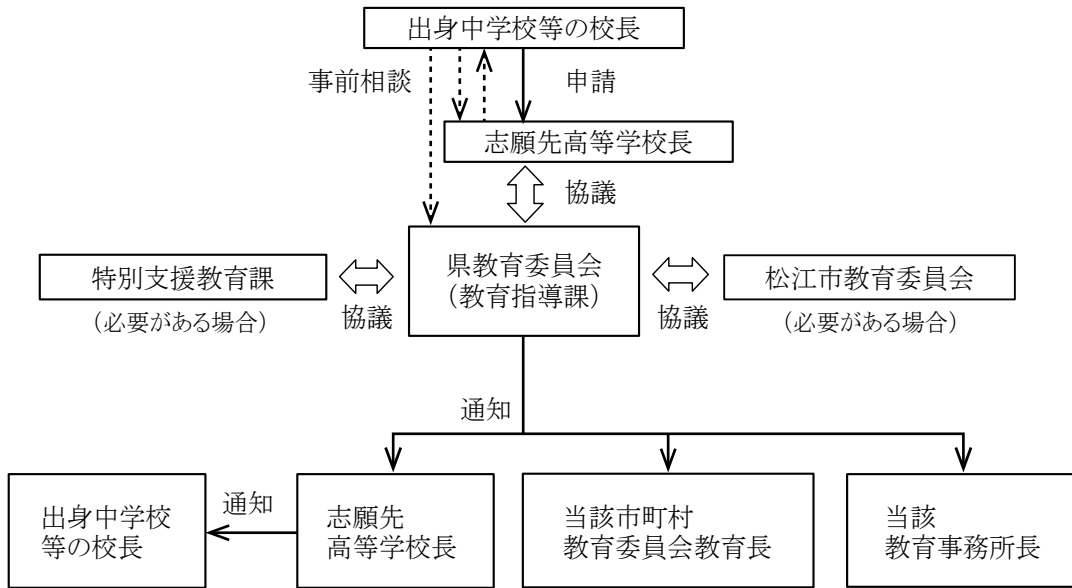 出身中学校等の校長
事前相談
申請
志願先高等学校長
協議
特別支援教育課
(必要がある場合)
協議
県教育委員会
(教育指導課)
協議
松江市教育委員会
(必要がある場合)
通知
出身中学校
等の校長
通知
志願先
高等学校長
当該市町村
教育委員会教育長
当該
教育事務所長